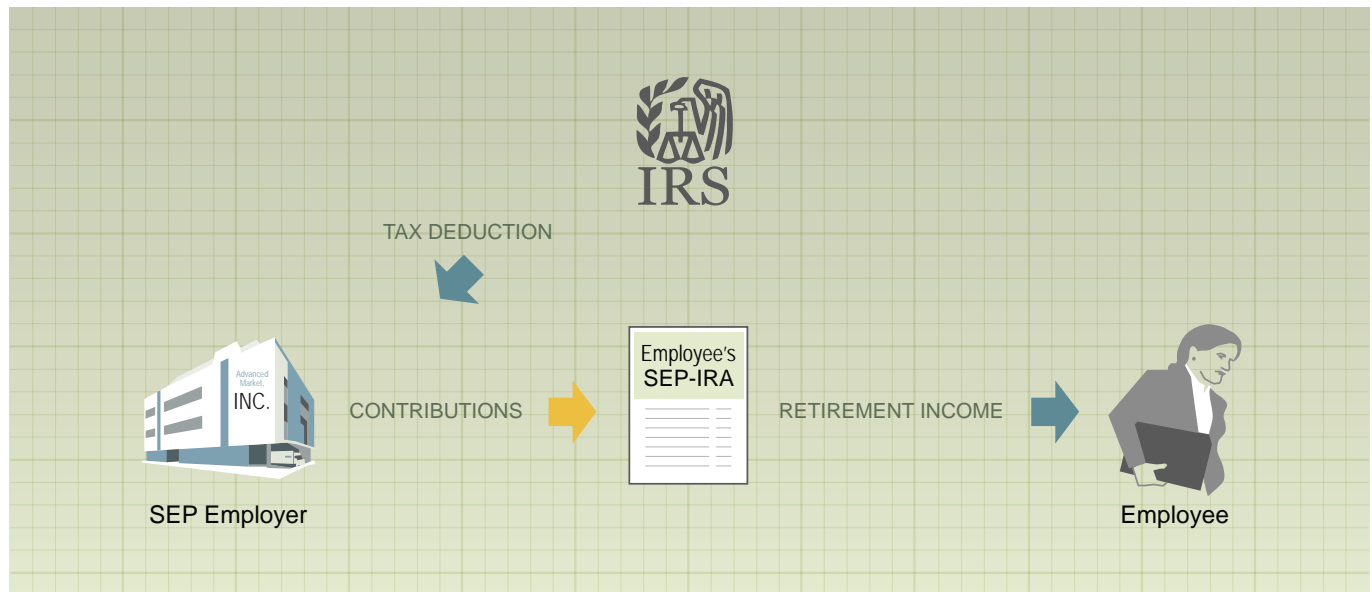 IRS
TAX DEDUCTION
Advanced
Market,
INC.
CONTRIBUTIONS
Employee's
SEP-IRA
RETIREMENT INCOME
SEP Employer
Employee